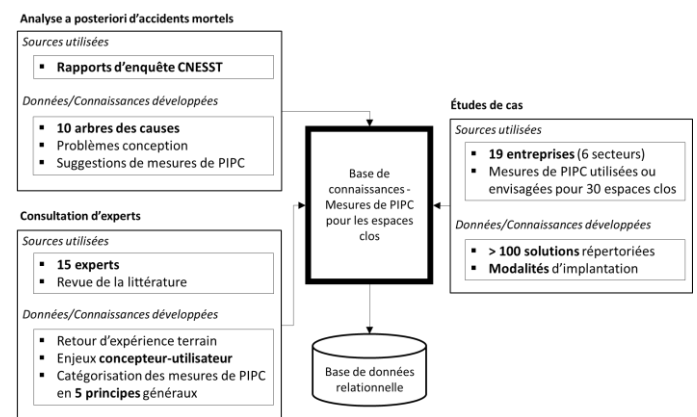 Analyse a posteriori d'accidents mortels
Sources utilisées
▪ Rapports d'enquête CNESST
Données/Connaissances développées
▪ 10 arbres des causes
▪ Problèmes conception
▪ Suggestions de mesures de PIPC
Consultation d'experts
Sources utilisées
▪ 15 experts
▪ Revue de la littérature
Données/Connaissances développées
▪ Retour d'expérience terrain
▪ Enjeux concepteur-utilisateur
▪ Catégorisation des mesures de PIPC
en 5 principes généraux
Base de
connaissances -
Mesures de PIPC
pour les espaces
clos
Base de données
relationnelle
Études de cas
Sources utilisées
▪ 19 entreprises (6 secteurs)
▪ Mesures de PIPC utilisées ou
envisagées pour 30 espaces clos
Données/Connaissances développées
▪ > 100 solutions répertoriées
▪ Modalités d'implantation